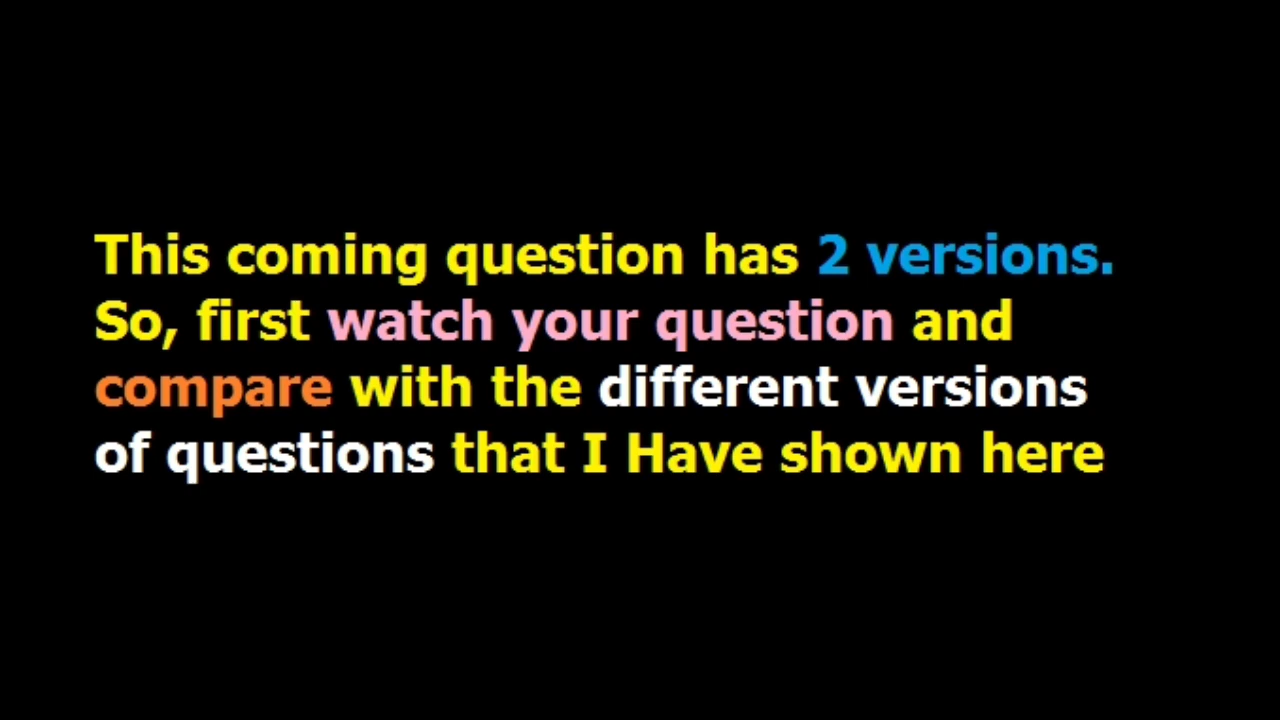 This coming question has 2 versions.
So, first watch your question and
compare with the different versions
of questions that I Have shown here